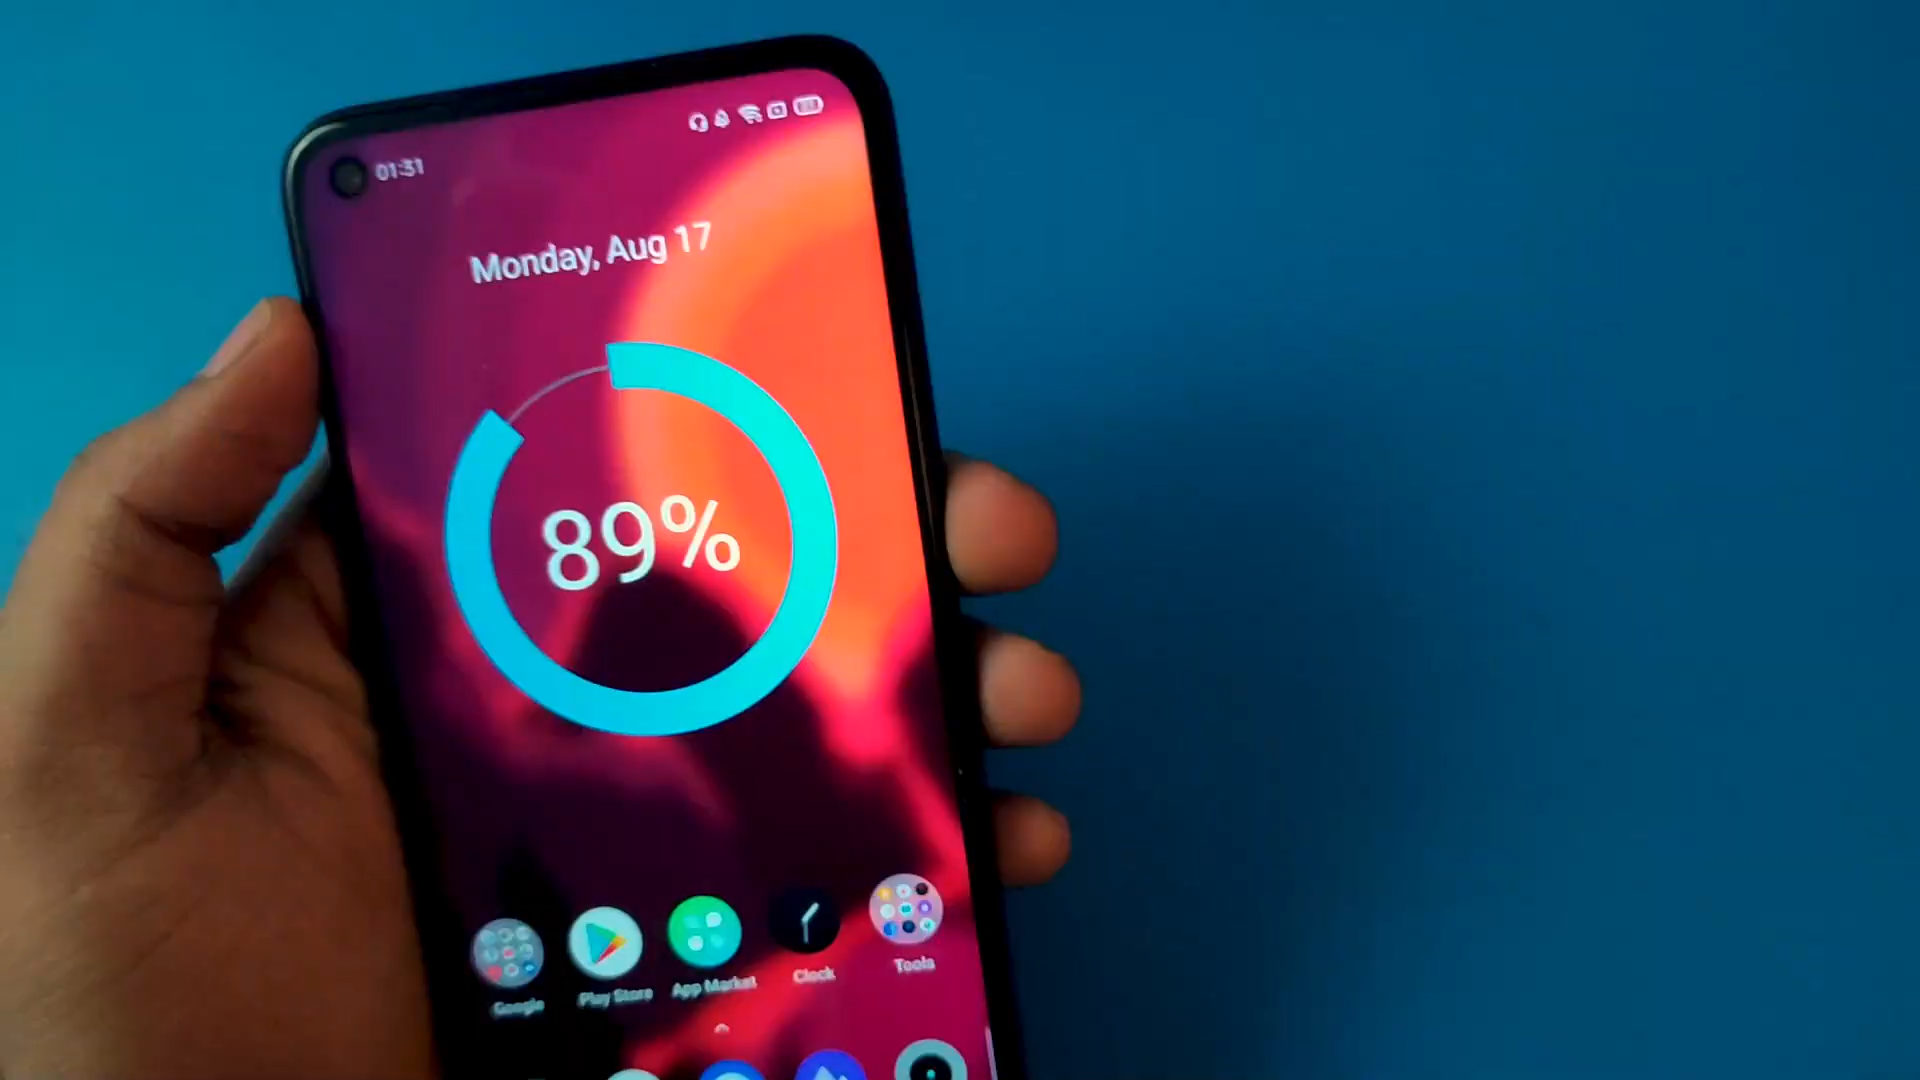 01:31
Monday, Aug 17
89%
Google
Play Store
App Market
Clock
Tools